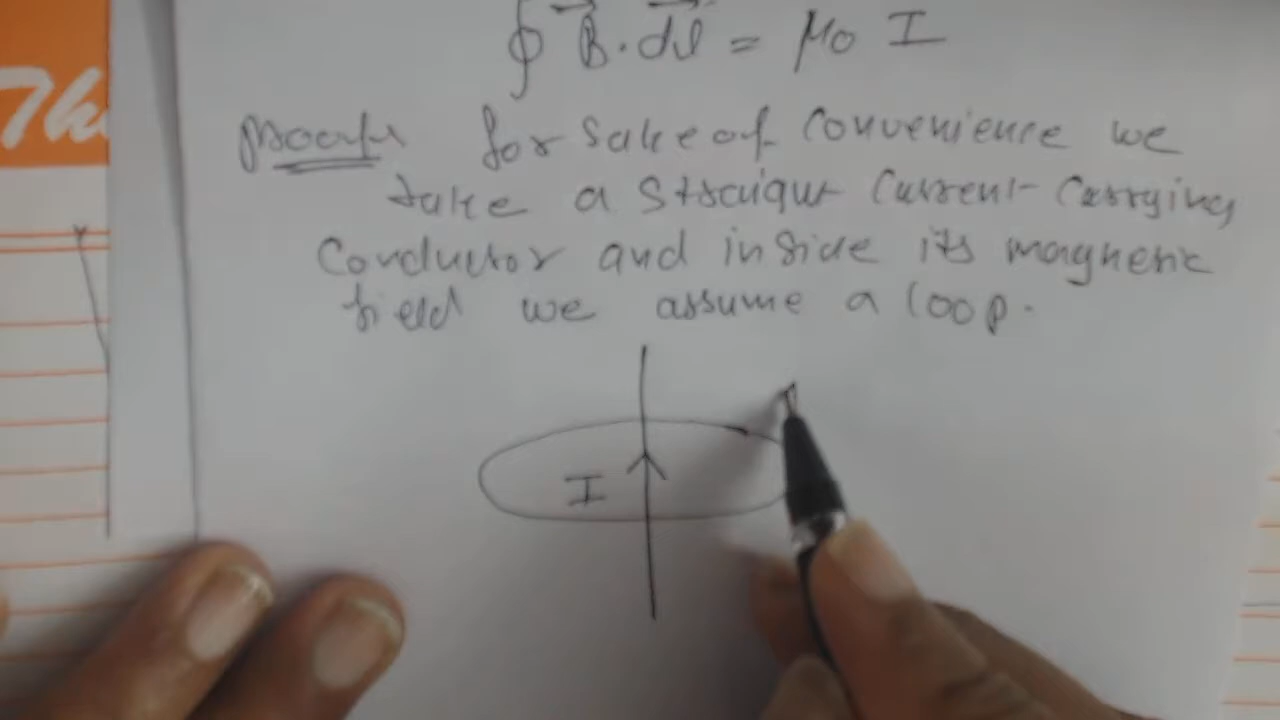 ∮ B⃗ · dl⃗ = μ₀ I
Proof for sake of convenience we
take a straight current carrying
conductor and inside its magnetic
field we assume a loop.
I